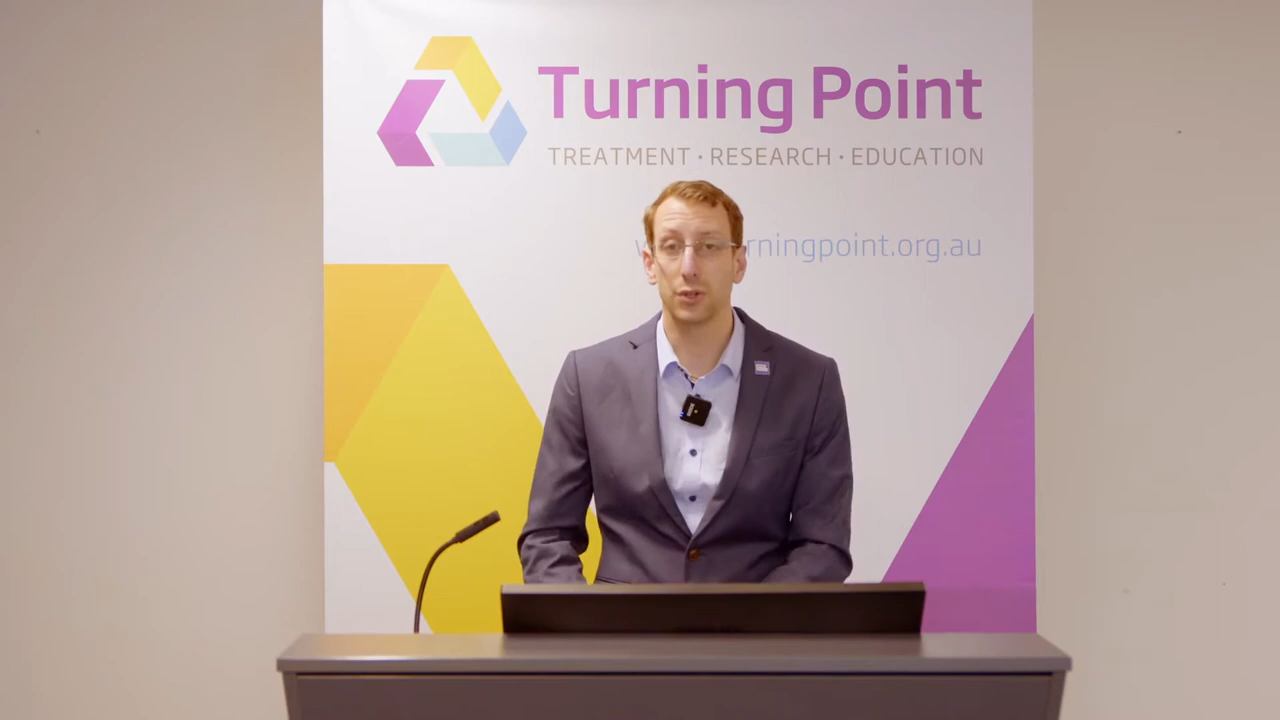 Turning Point
TREATMENT · RESEARCH · EDUCATION
rningpoint.org.au